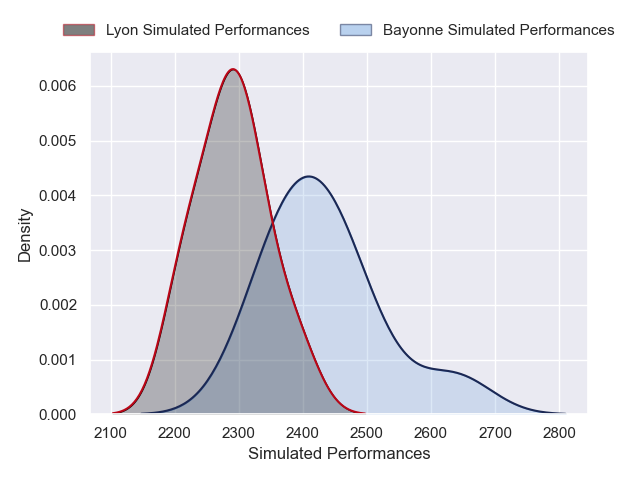 Lyon Simulated Performances
Bayonne Simulated Performances
0.006
0.005
0.004
0.003
0.002
0.001
0.000
Density
2100 2200 2300 2400 2500 2600 2700 2800
Simulated Performances